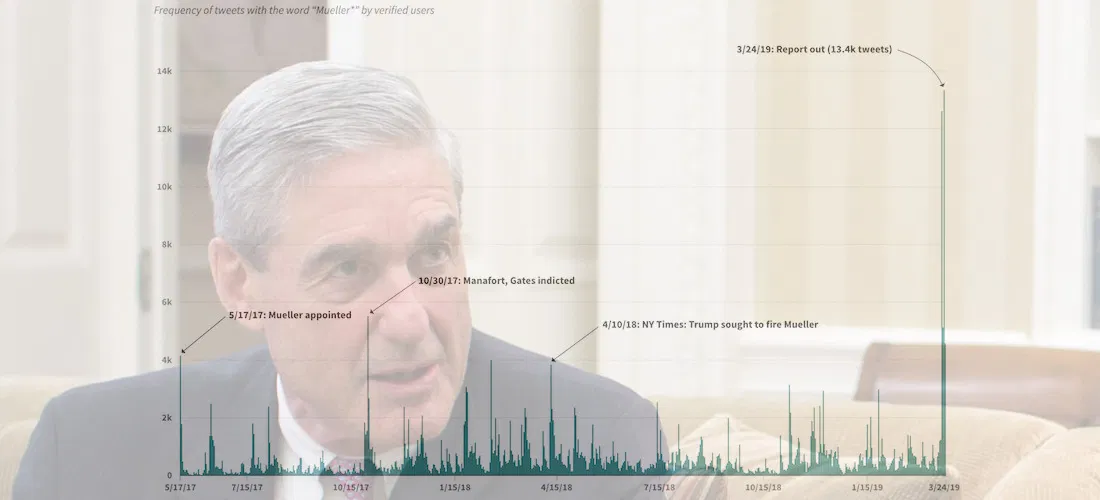 Frequency of tweets with the word "Mueller*" by verified users
3/24/19: Report out (13.4k tweets)
14k
12k
10k
8k
10/30/17: Manafort, Gates indicted
6k
5/17/17: Mueller appointed
4/10/18: NY Times: Trump sought to fire Mueller
4k
2k
0
5/17/17 7/15/17 10/15/17 1/15/18 4/15/18 7/15/18 10/15/18 1/15/19 3/24/19